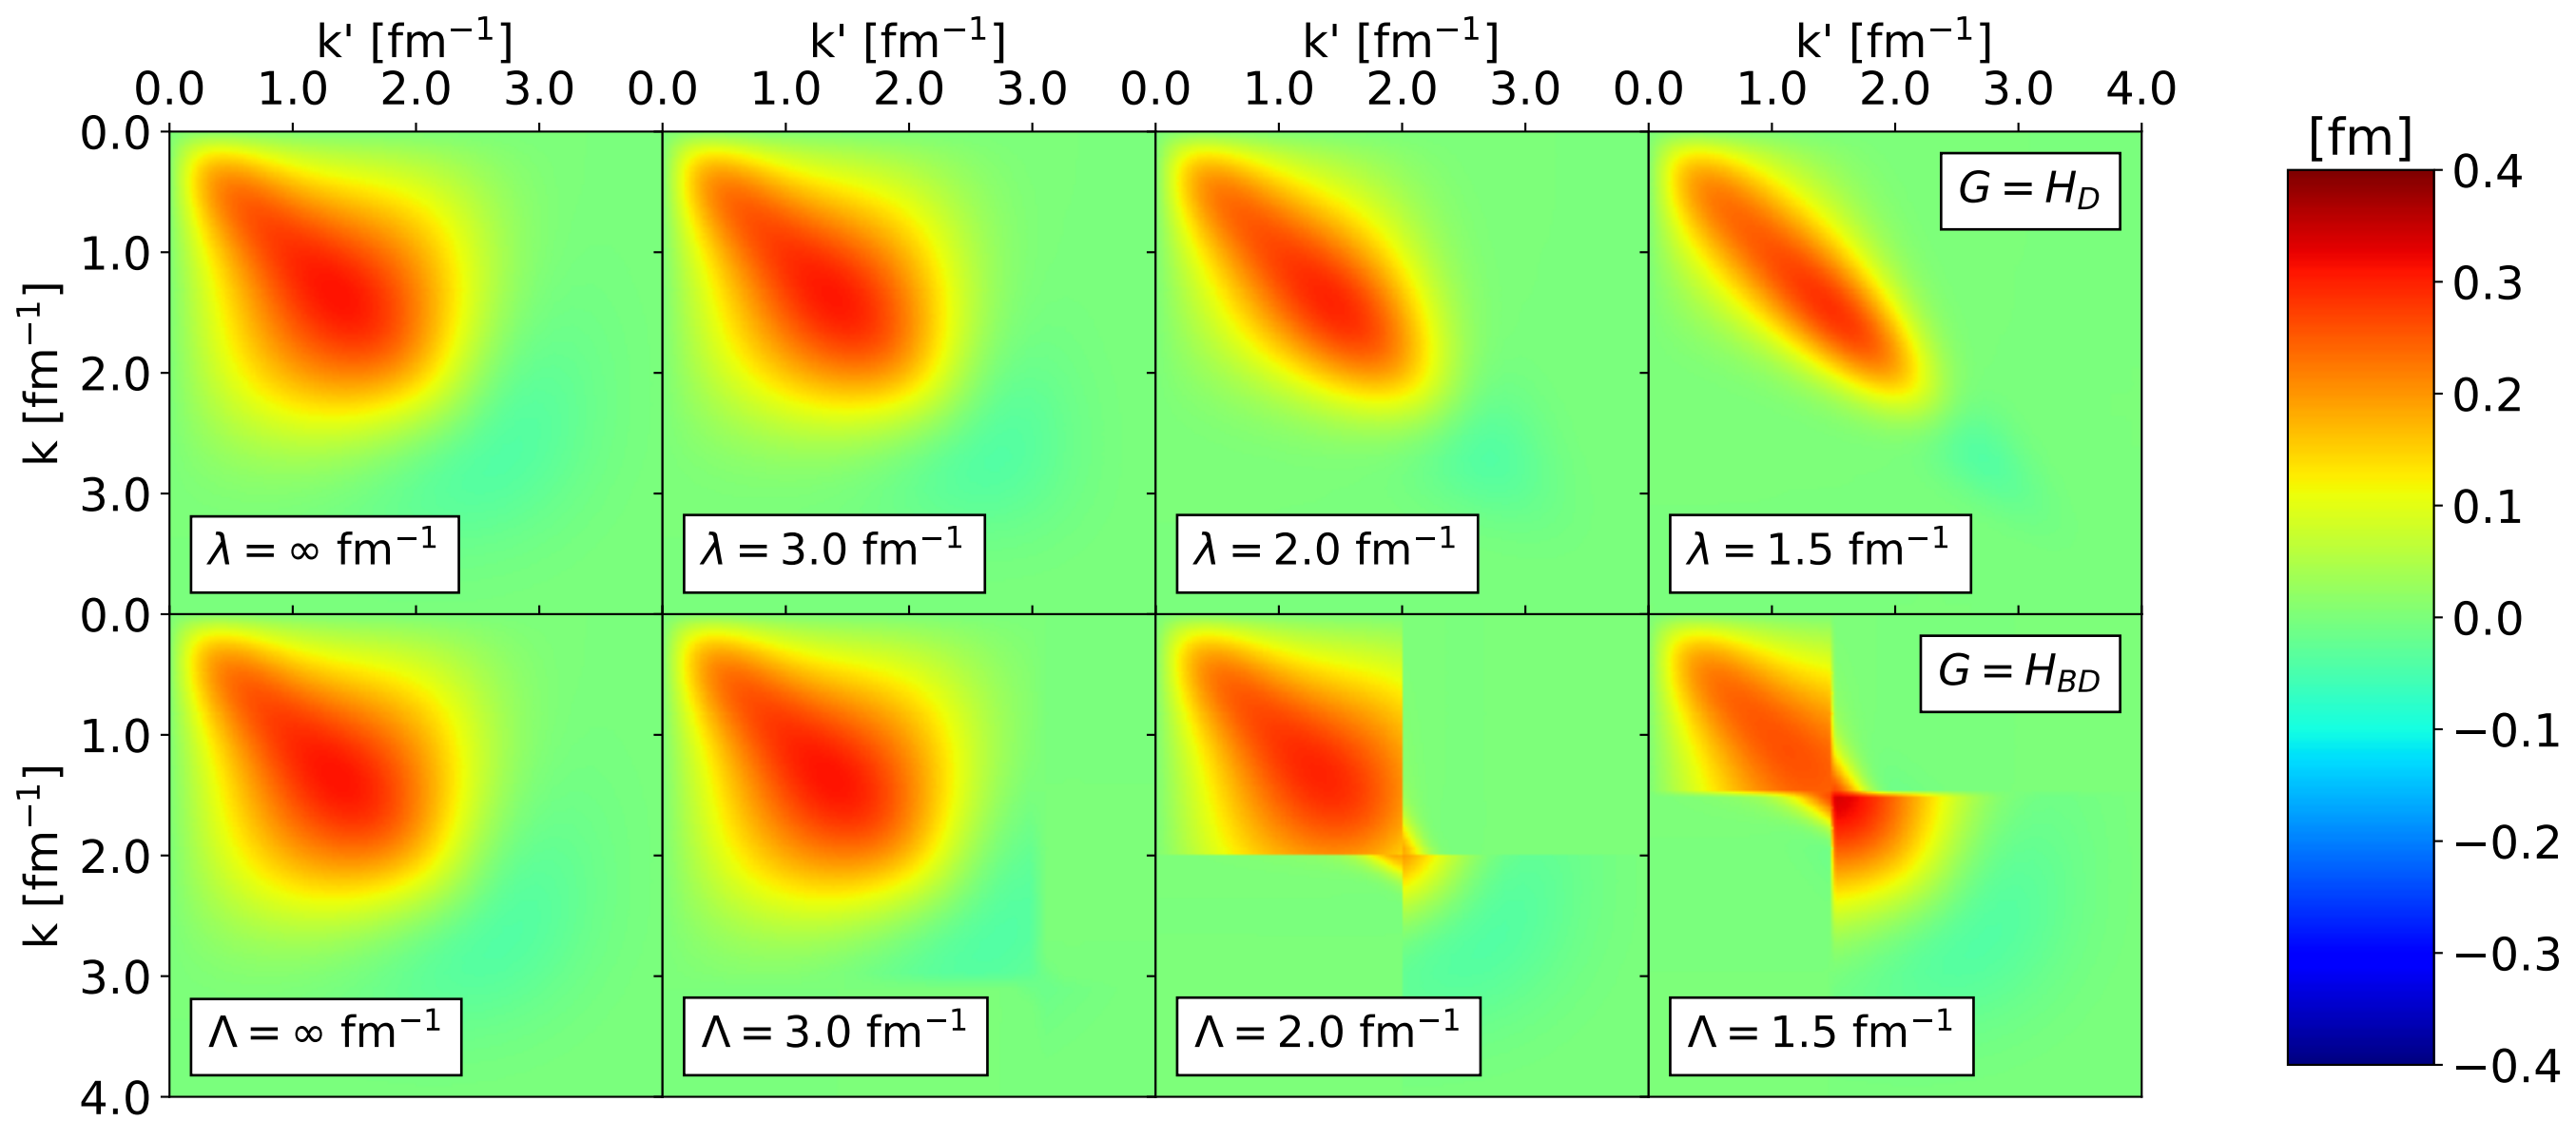 k' [fm⁻¹] k' [fm⁻¹] k' [fm⁻¹] k' [fm⁻¹]
0.0 1.0 2.0 3.0 0.0 1.0 2.0 3.0 0.0 1.0 2.0 3.0 0.0 1.0 2.0 3.0 4.0
[fm]
0.0
1.0
2.0
3.0
k [fm⁻¹]
G = H_D
λ = ∞ fm⁻¹
λ = 3.0 fm⁻¹
λ = 2.0 fm⁻¹
λ = 1.5 fm⁻¹
0.0
1.0
2.0
3.0
4.0
k [fm⁻¹]
G = H_BD
Λ = ∞ fm⁻¹
Λ = 3.0 fm⁻¹
Λ = 2.0 fm⁻¹
Λ = 1.5 fm⁻¹
0.4
0.3
0.2
0.1
0.0
−0.1
−0.2
−0.3
−0.4